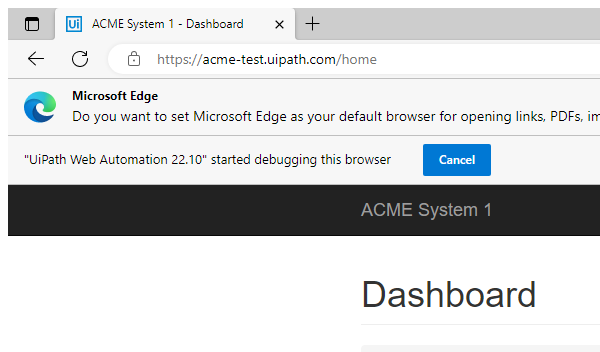 Ui ACME System 1 - Dashboard
https://acme-test.uipath.com/home
Microsoft Edge
Do you want to set Microsoft Edge as your default browser for opening links, PDFs,
"UiPath Web Automation 22.10" started debugging this browser Cancel
ACME System 1
Dashboard